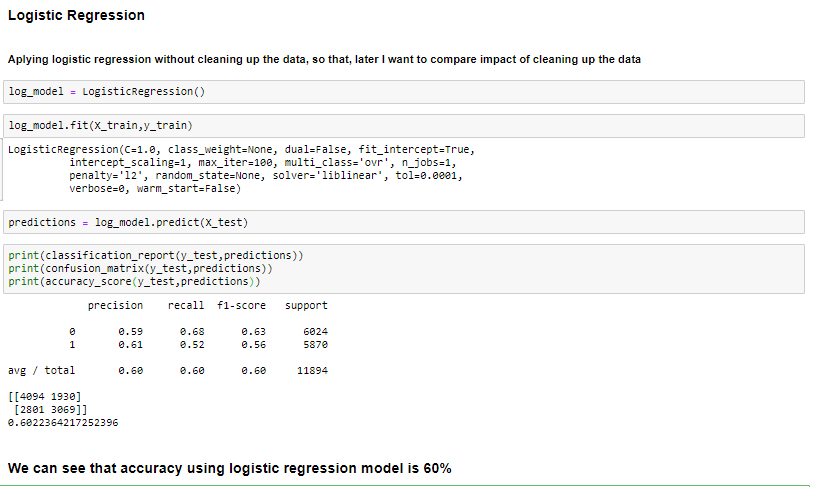 Logistic Regression
Aplying logistic regression without cleaning up the data, so that, later I want to compare impact of cleaning up the data
log_model = LogisticRegression()
log_model.fit(X_train,y_train)
LogisticRegression(C=1.0, class_weight=None, dual=False, fit_intercept=True,
intercept_scaling=1, max_iter=100, multi_class='ovr', n_jobs=1,
penalty='l2', random_state=None, solver='liblinear', tol=0.0001,
verbose=0, warm_start=False)
predictions = log_model.predict(X_test)
print(classification_report(y_test,predictions))
print(confusion_matrix(y_test,predictions))
print(accuracy_score(y_test,predictions))
precision recall f1-score support
0 0.59 0.68 0.63 6024
1 0.61 0.52 0.56 5870
avg / total 0.60 0.60 0.60 11894
[[4094 1930]
[2801 3069]]
0.6022364217252396
We can see that accuracy using logistic regression model is 60%